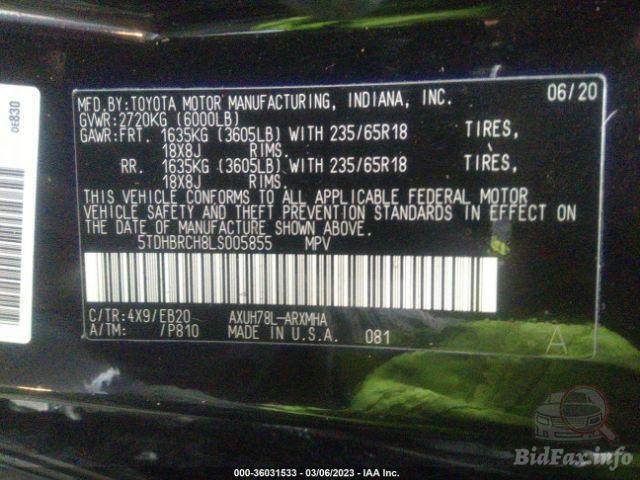 0E830
MFD.BY:TOYOTA MOTOR MANUFACTURING, INDIANA, INC. 06/20
GVWR:2720KG (6000LB)
GAWR:FRT. 1635KG (3605LB) WITH 235/65R18 TIRES,
18X8J RIMS.
RR. 1635KG (3605LB) WITH 235/65R18 TIRES,
18X8J RIMS.
THIS VEHICLE CONFORMS TO ALL APPLICABLE FEDERAL MOTOR
VEHICLE SAFETY AND THEFT PREVENTION STANDARDS IN EFFECT ON
THE DATE OF MANUFACTURE SHOWN ABOVE.
5TDHBRCH8LS005855 MPV
C/TR:4X9/EB20 AXUH78L-ARXMHA
A/TM: /P810 MADE IN U.S.A. 081
A
BidFax.info
000-36031533 - 03/06/2023 - IAA Inc.